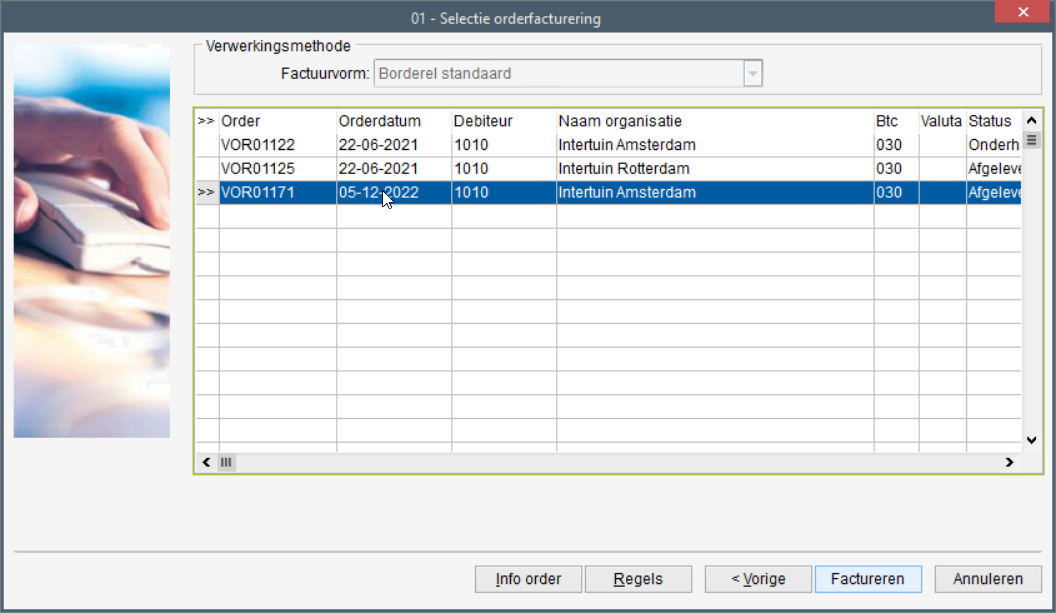 01 - Selectie orderfacturering
Verwerkingsmethode
Factuurvorm: Borderel standaard
>> Order Orderdatum Debiteur Naam organisatie Btc Valuta Status
VOR01122 22-06-2021 1010 Intertuin Amsterdam 030 Onderh
VOR01125 22-06-2021 1010 Intertuin Rotterdam 030 Afgeleve
>> VOR01171 05-12-2022 1010 Intertuin Amsterdam 030 Afgeleve
Info order Regels < Vorige Factureren Annuleren